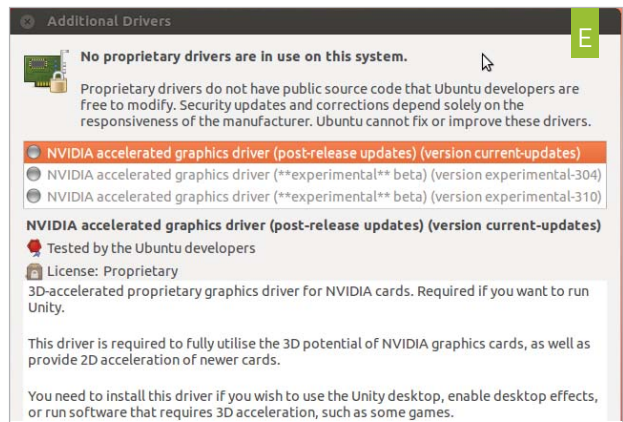 Additional Drivers
E
No proprietary drivers are in use on this system.
Proprietary drivers do not have public source code that Ubuntu developers are
free to modify. Security updates and corrections depend solely on the
responsiveness of the manufacturer. Ubuntu cannot fix or improve these drivers.
NVIDIA accelerated graphics driver (post-release updates) (version current-updates)
NVIDIA accelerated graphics driver (**experimental** beta) (version experimental-304)
NVIDIA accelerated graphics driver (**experimental** beta) (version experimental-310)
NVIDIA accelerated graphics driver (post-release updates) (version current-updates)
Tested by the Ubuntu developers
License: Proprietary
3D-accelerated proprietary graphics driver for NVIDIA cards. Required if you want to run
Unity.
This driver is required to fully utilise the 3D potential of NVIDIA graphics cards, as well as
provide 2D acceleration of newer cards.
You need to install this driver if you wish to use the Unity desktop, enable desktop effects,
or run software that requires 3D acceleration, such as some games.